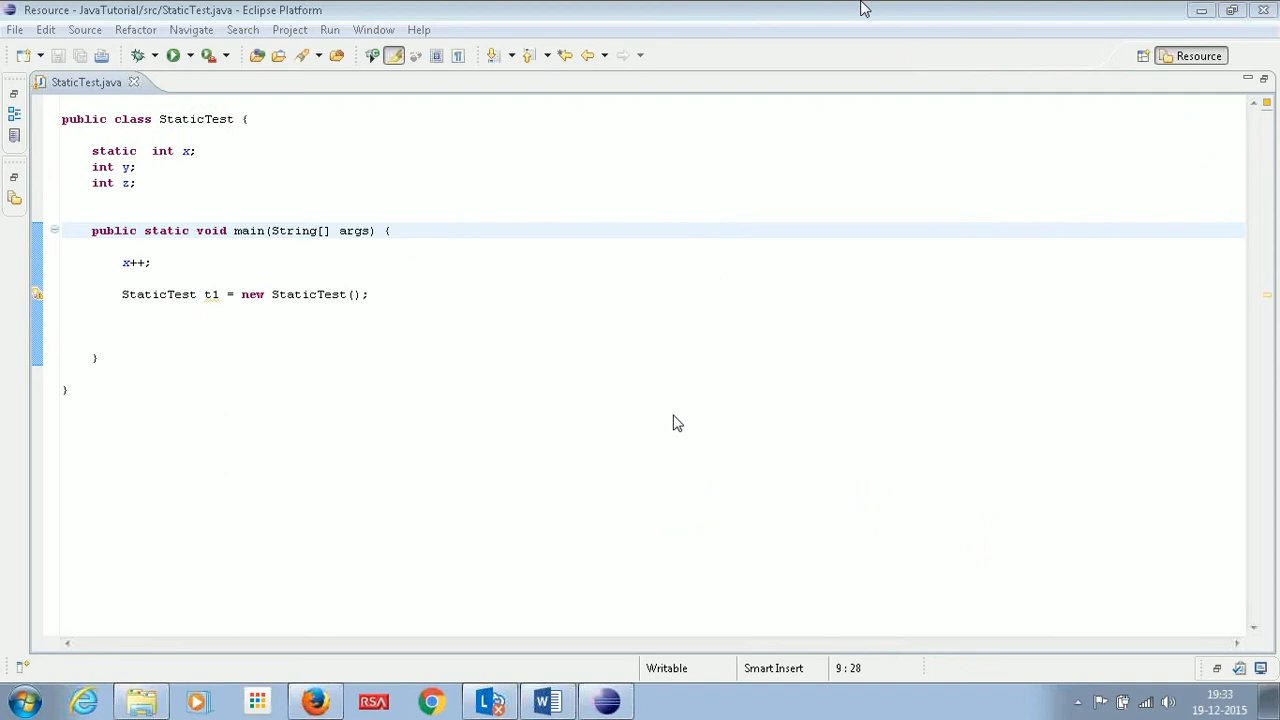 Resource - JavaTutorial/src/StaticTest.java - Eclipse Platform
File Edit Source Refactor Navigate Search Project Run Window Help
Resource
StaticTest.java
public class StaticTest {
static int x;
int y;
int z;
public static void main(String[] args) {
x++;
StaticTest t1 = new StaticTest();
}
}
Writable Smart Insert 9 : 28
RSA
L
W
19:33
19-12-2015